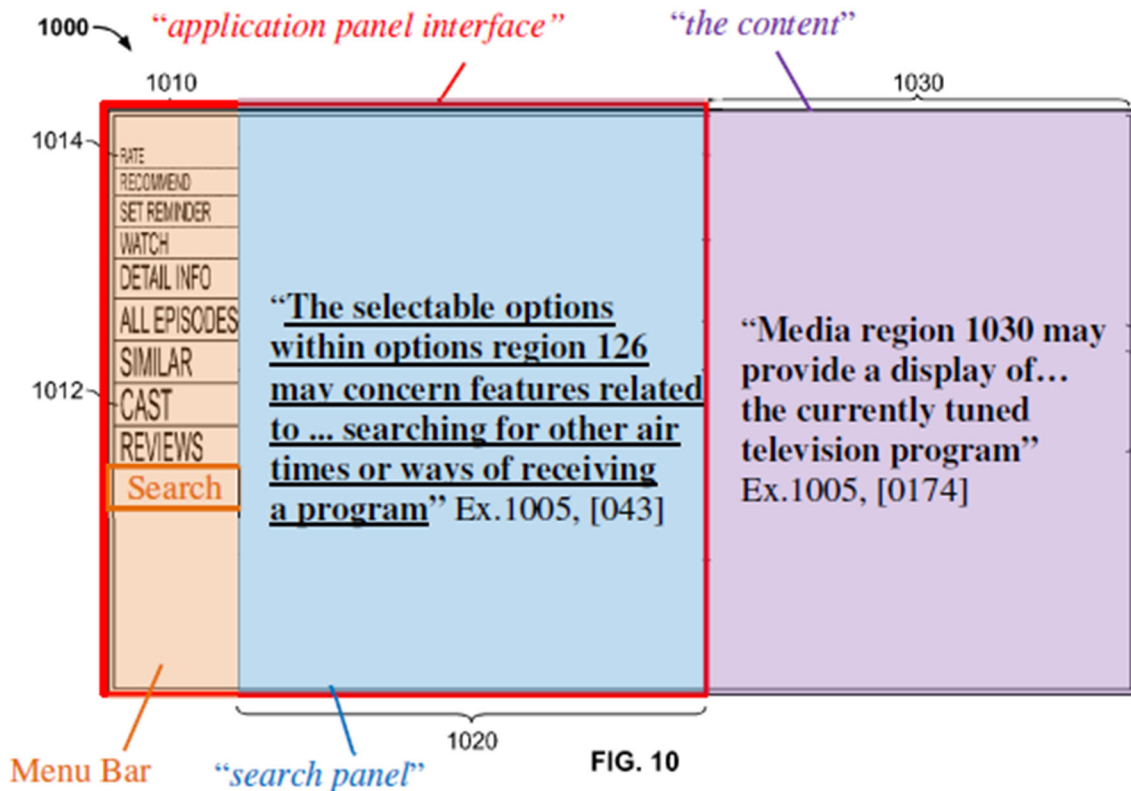 1000
“application panel interface”
“the content”
1010
1030
1014
RATE
RECOMMEND
SET REMINDER
WATCH
DETAIL INFO
ALL EPISODES
SIMILAR
1012
CAST
REVIEWS
Search
“The selectable options
within options region 126
may concern features related
to ... searching for other air
times or ways of receiving
a program” Ex.1005, [043]
“Media region 1030 may
provide a display of…
the currently tuned
television program”
Ex.1005, [0174]
Menu Bar
“search panel”
1020
FIG. 10